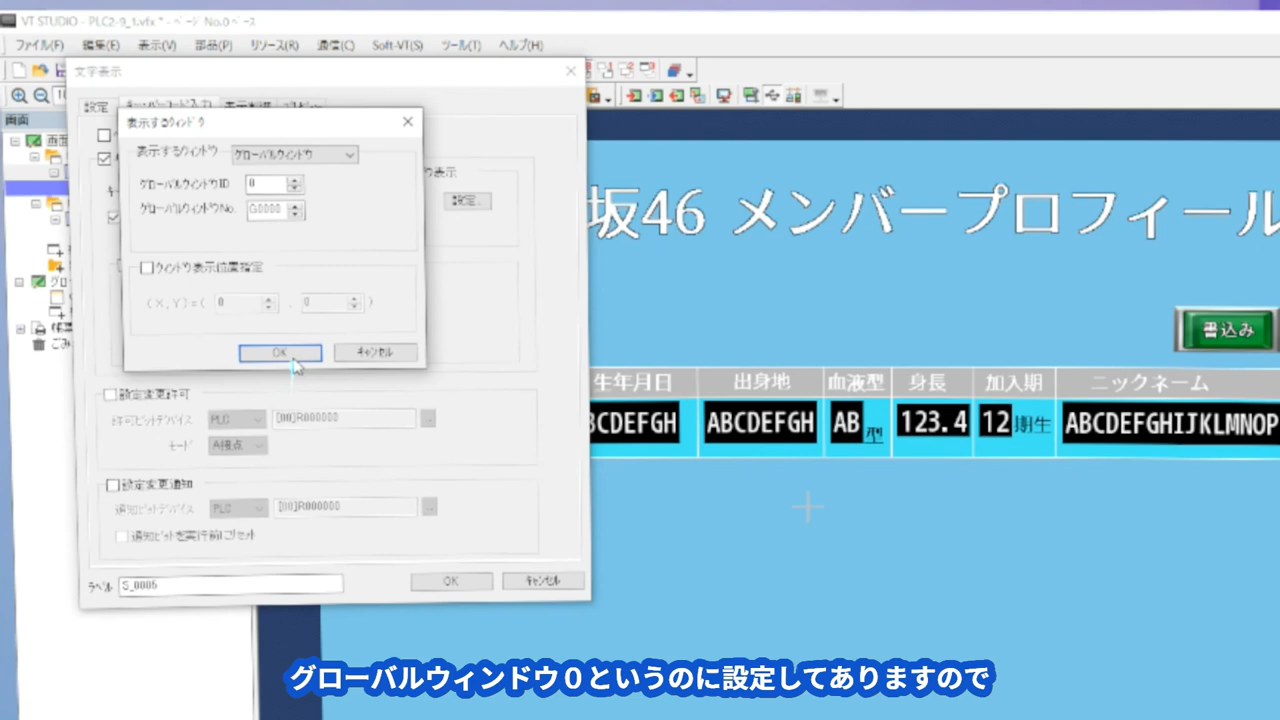 VT STUDIO - PLC2-9_1.vfx * - ページ No.0 ベース
ファイル(F) 編集(E) 表示(V) 部品(P) リソース(R) 通信(C) Soft-VT(S) ツール(T) ヘルプ(H)
文字表示
設定
画面
表示するウィンドウ
表示するウィンドウ グローバルウィンドウ
グローバルウィンドウID 0
グローバルウィンドウNo. G0000
ウィンドウ表示位置指定
(X,Y)=( 0 , 0 )
OK キャンセル
設定...
設定変更許可
許可ビットデバイス PLC [00]R000000 ...
モード A接点
設定変更通知
通知ビットデバイス PLC [00]R000000 ...
通知ビットを実行前にリセット
ラベル S_0005 OK キャンセル
坂46 メンバープロフィール
書込み
生年月日 出身地 血液型 身長 加入期 ニックネーム
BCDEFGH ABCDEFGH AB型 123.4 12期生 ABCDEFGHIJKLMNOP
グローバルウィンドウ0というのに設定してありますので